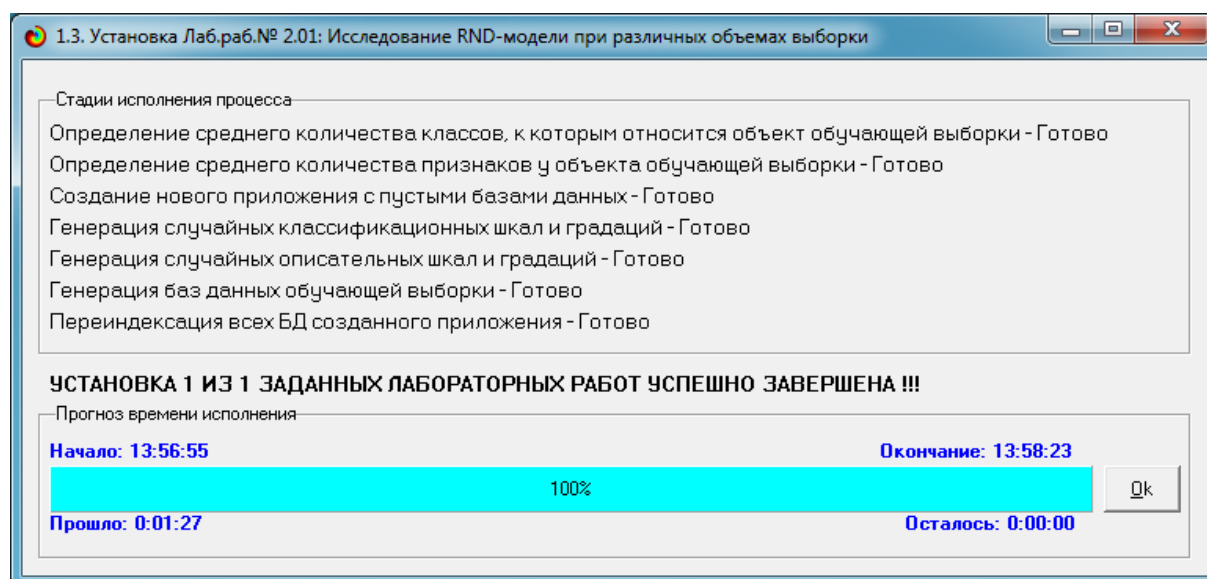 1.3. Установка Лаб.раб.№ 2.01: Исследование RND-модели при различных объемах выборки
Стадии исполнения процесса
Определение среднего количества классов, к которым относится объект обучающей выборки - Готово
Определение среднего количества признаков у объекта обучающей выборки - Готово
Создание нового приложения с пустыми базами данных - Готово
Генерация случайных классификационных шкал и градаций - Готово
Генерация случайных описательных шкал и градаций - Готово
Генерация баз данных обучающей выборки - Готово
Переиндексация всех БД созданного приложения - Готово
УСТАНОВКА 1 ИЗ 1 ЗАДАННЫХ ЛАБОРАТОРНЫХ РАБОТ УСПЕШНО ЗАВЕРШЕНА !!!
Прогноз времени исполнения
Начало: 13:56:55 Окончание: 13:58:23
100% Ok
Прошло: 0:01:27 Осталось: 0:00:00